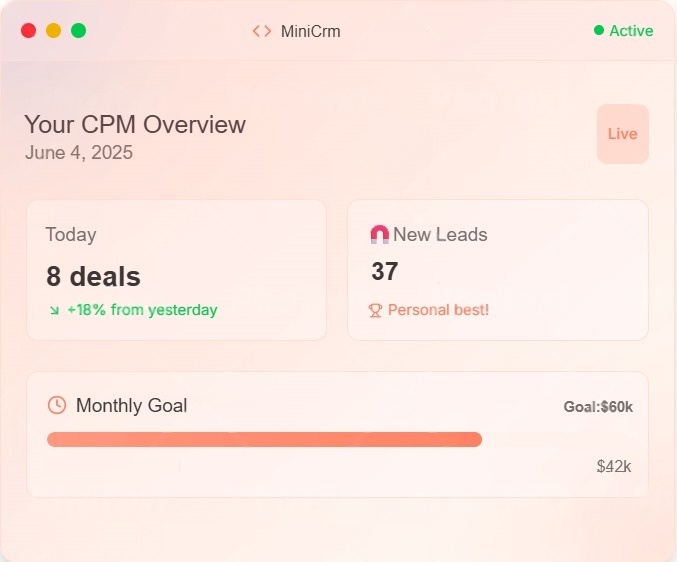 MiniCrm
Active
Your CPM Overview
June 4, 2025
Live
Today
8 deals
+18% from yesterday
New Leads
37
Personal best!
Monthly Goal
Goal:$60k
$42k